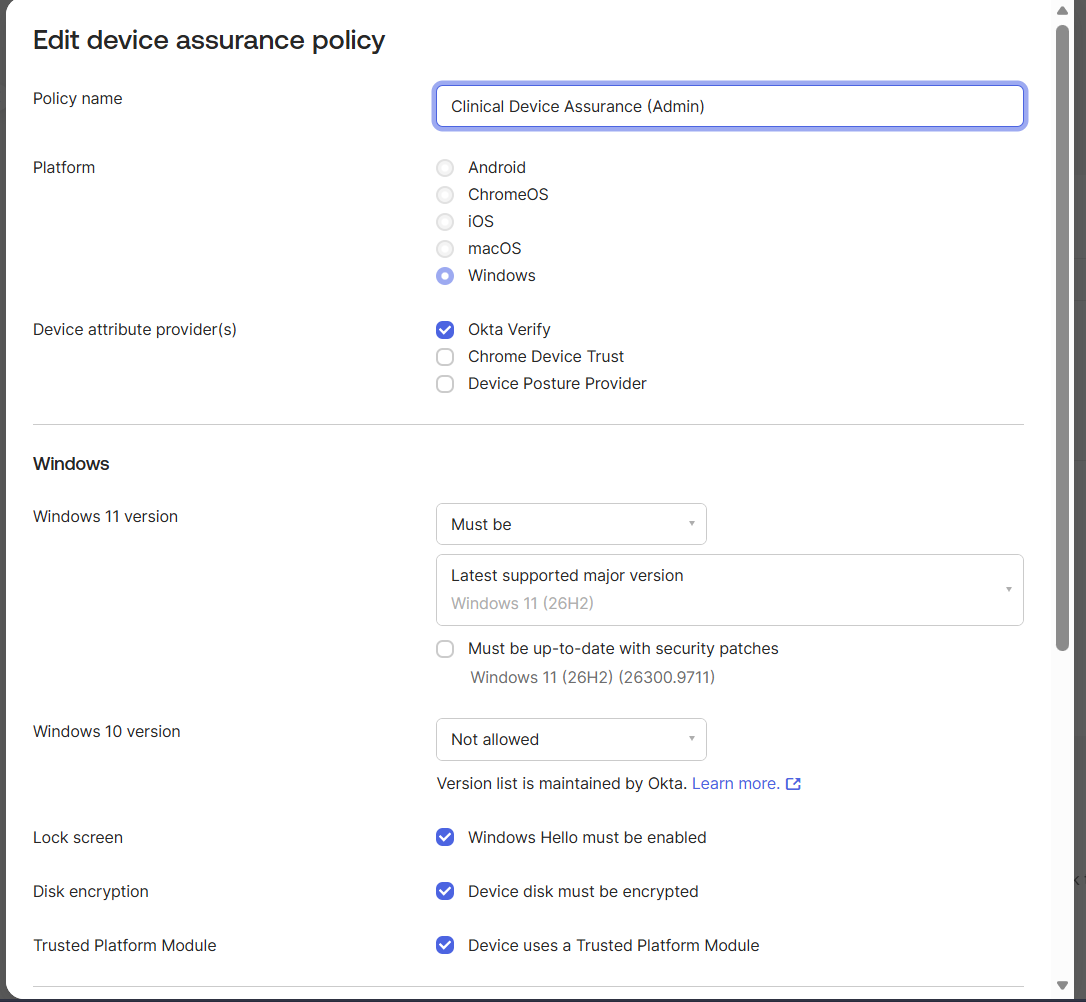 Edit device assurance policy
Policy name
Clinical Device Assurance (Admin)
Platform
Android
ChromeOS
iOS
macOS
Windows
Device attribute provider(s)
Okta Verify
Chrome Device Trust
Device Posture Provider
Windows
Windows 11 version
Must be
Latest supported major version
Windows 11 (26H2)
Must be up-to-date with security patches
Windows 11 (26H2) (26300.9711)
Windows 10 version
Not allowed
Version list is maintained by Okta. Learn more.
Lock screen
Windows Hello must be enabled
Disk encryption
Device disk must be encrypted
Trusted Platform Module
Device uses a Trusted Platform Module